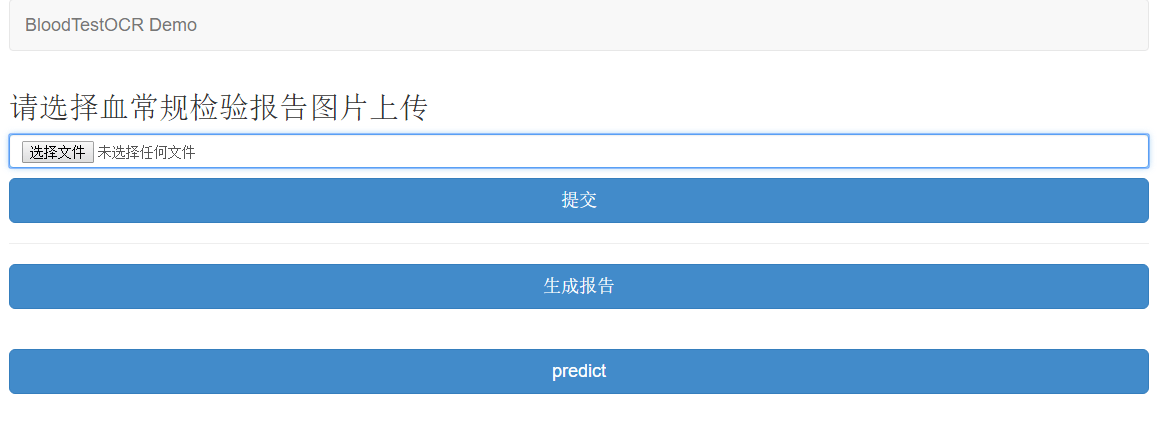 BloodTestOCR Demo
请选择血常规检验报告图片上传
选择文件 未选择任何文件
提交
生成报告
predict